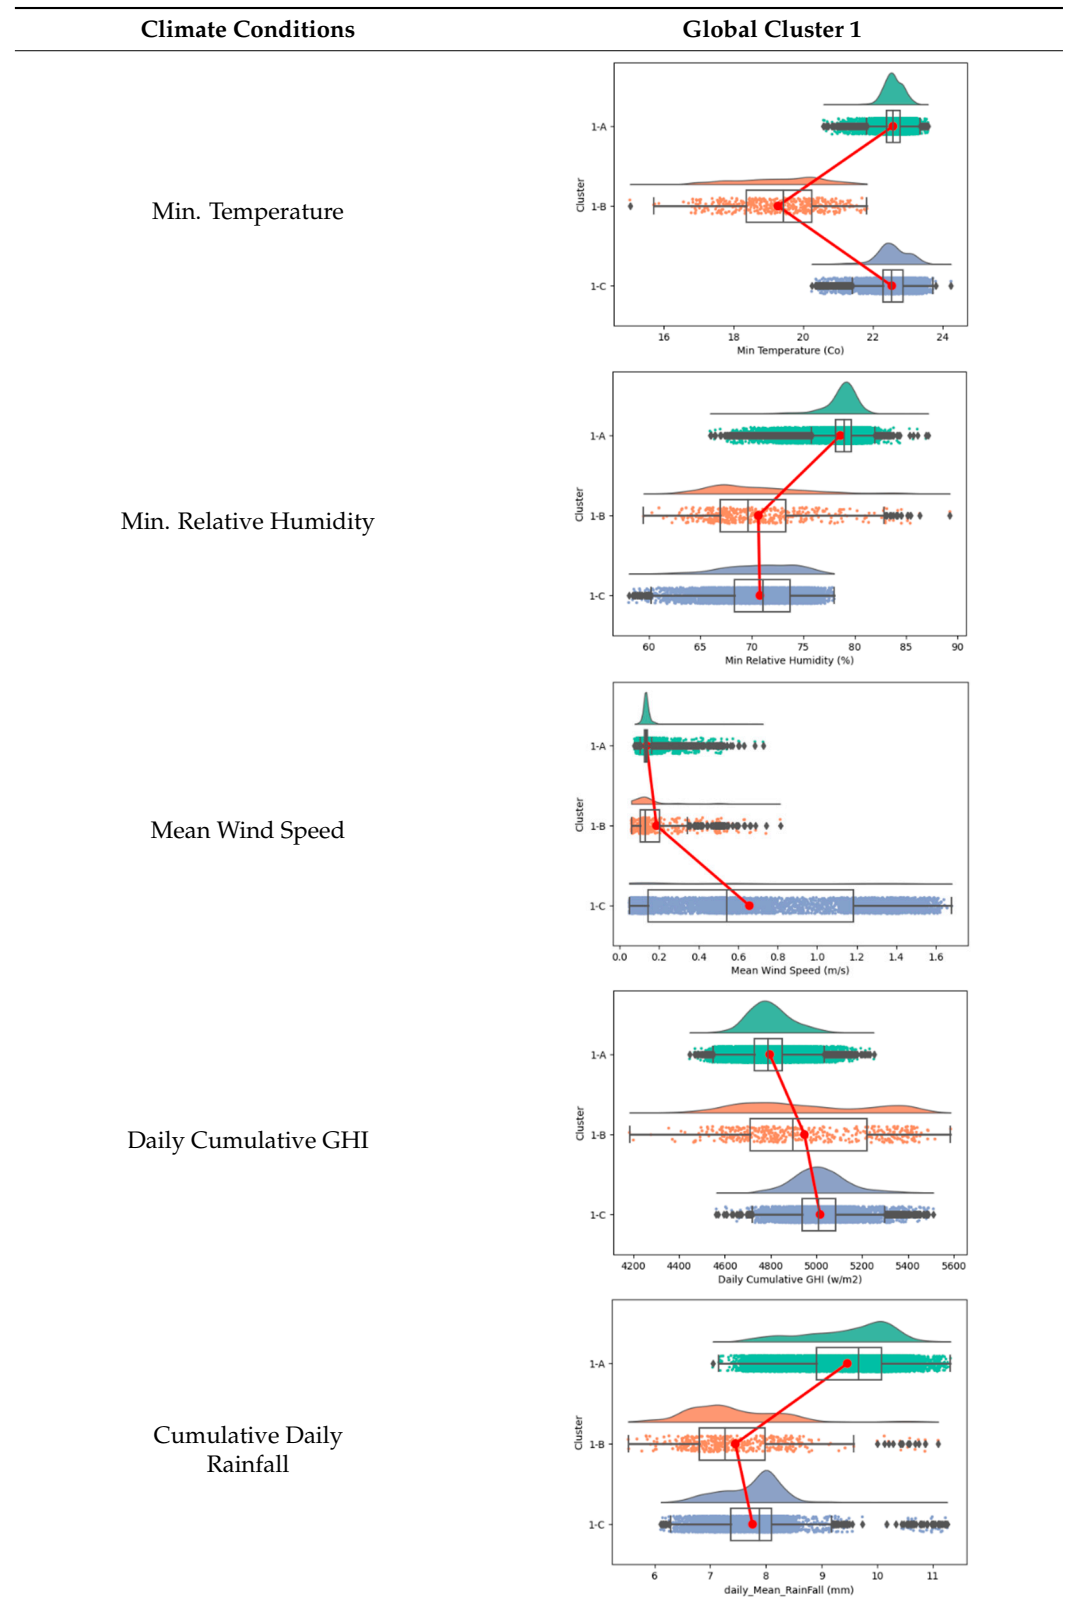 Climate Conditions Global Cluster 1
Min. Temperature
Cluster
1-A
1-B
1-C
16 18 20 22 24
Min Temperature (Co)
Min. Relative Humidity
Cluster
1-A
1-B
1-C
60 65 70 75 80 85 90
Min Relative Humidity (%)
Mean Wind Speed
Cluster
1-A
1-B
1-C
0.0 0.2 0.4 0.6 0.8 1.0 1.2 1.4 1.6
Mean Wind Speed (m/s)
Daily Cumulative GHI
Cluster
1-A
1-B
1-C
4200 4400 4600 4800 5000 5200 5400 5600
Daily Cumulative GHI (w/m2)
Cumulative Daily
Rainfall
Cluster
1-A
1-B
1-C
6 7 8 9 10 11
daily_Mean_RainFall (mm)